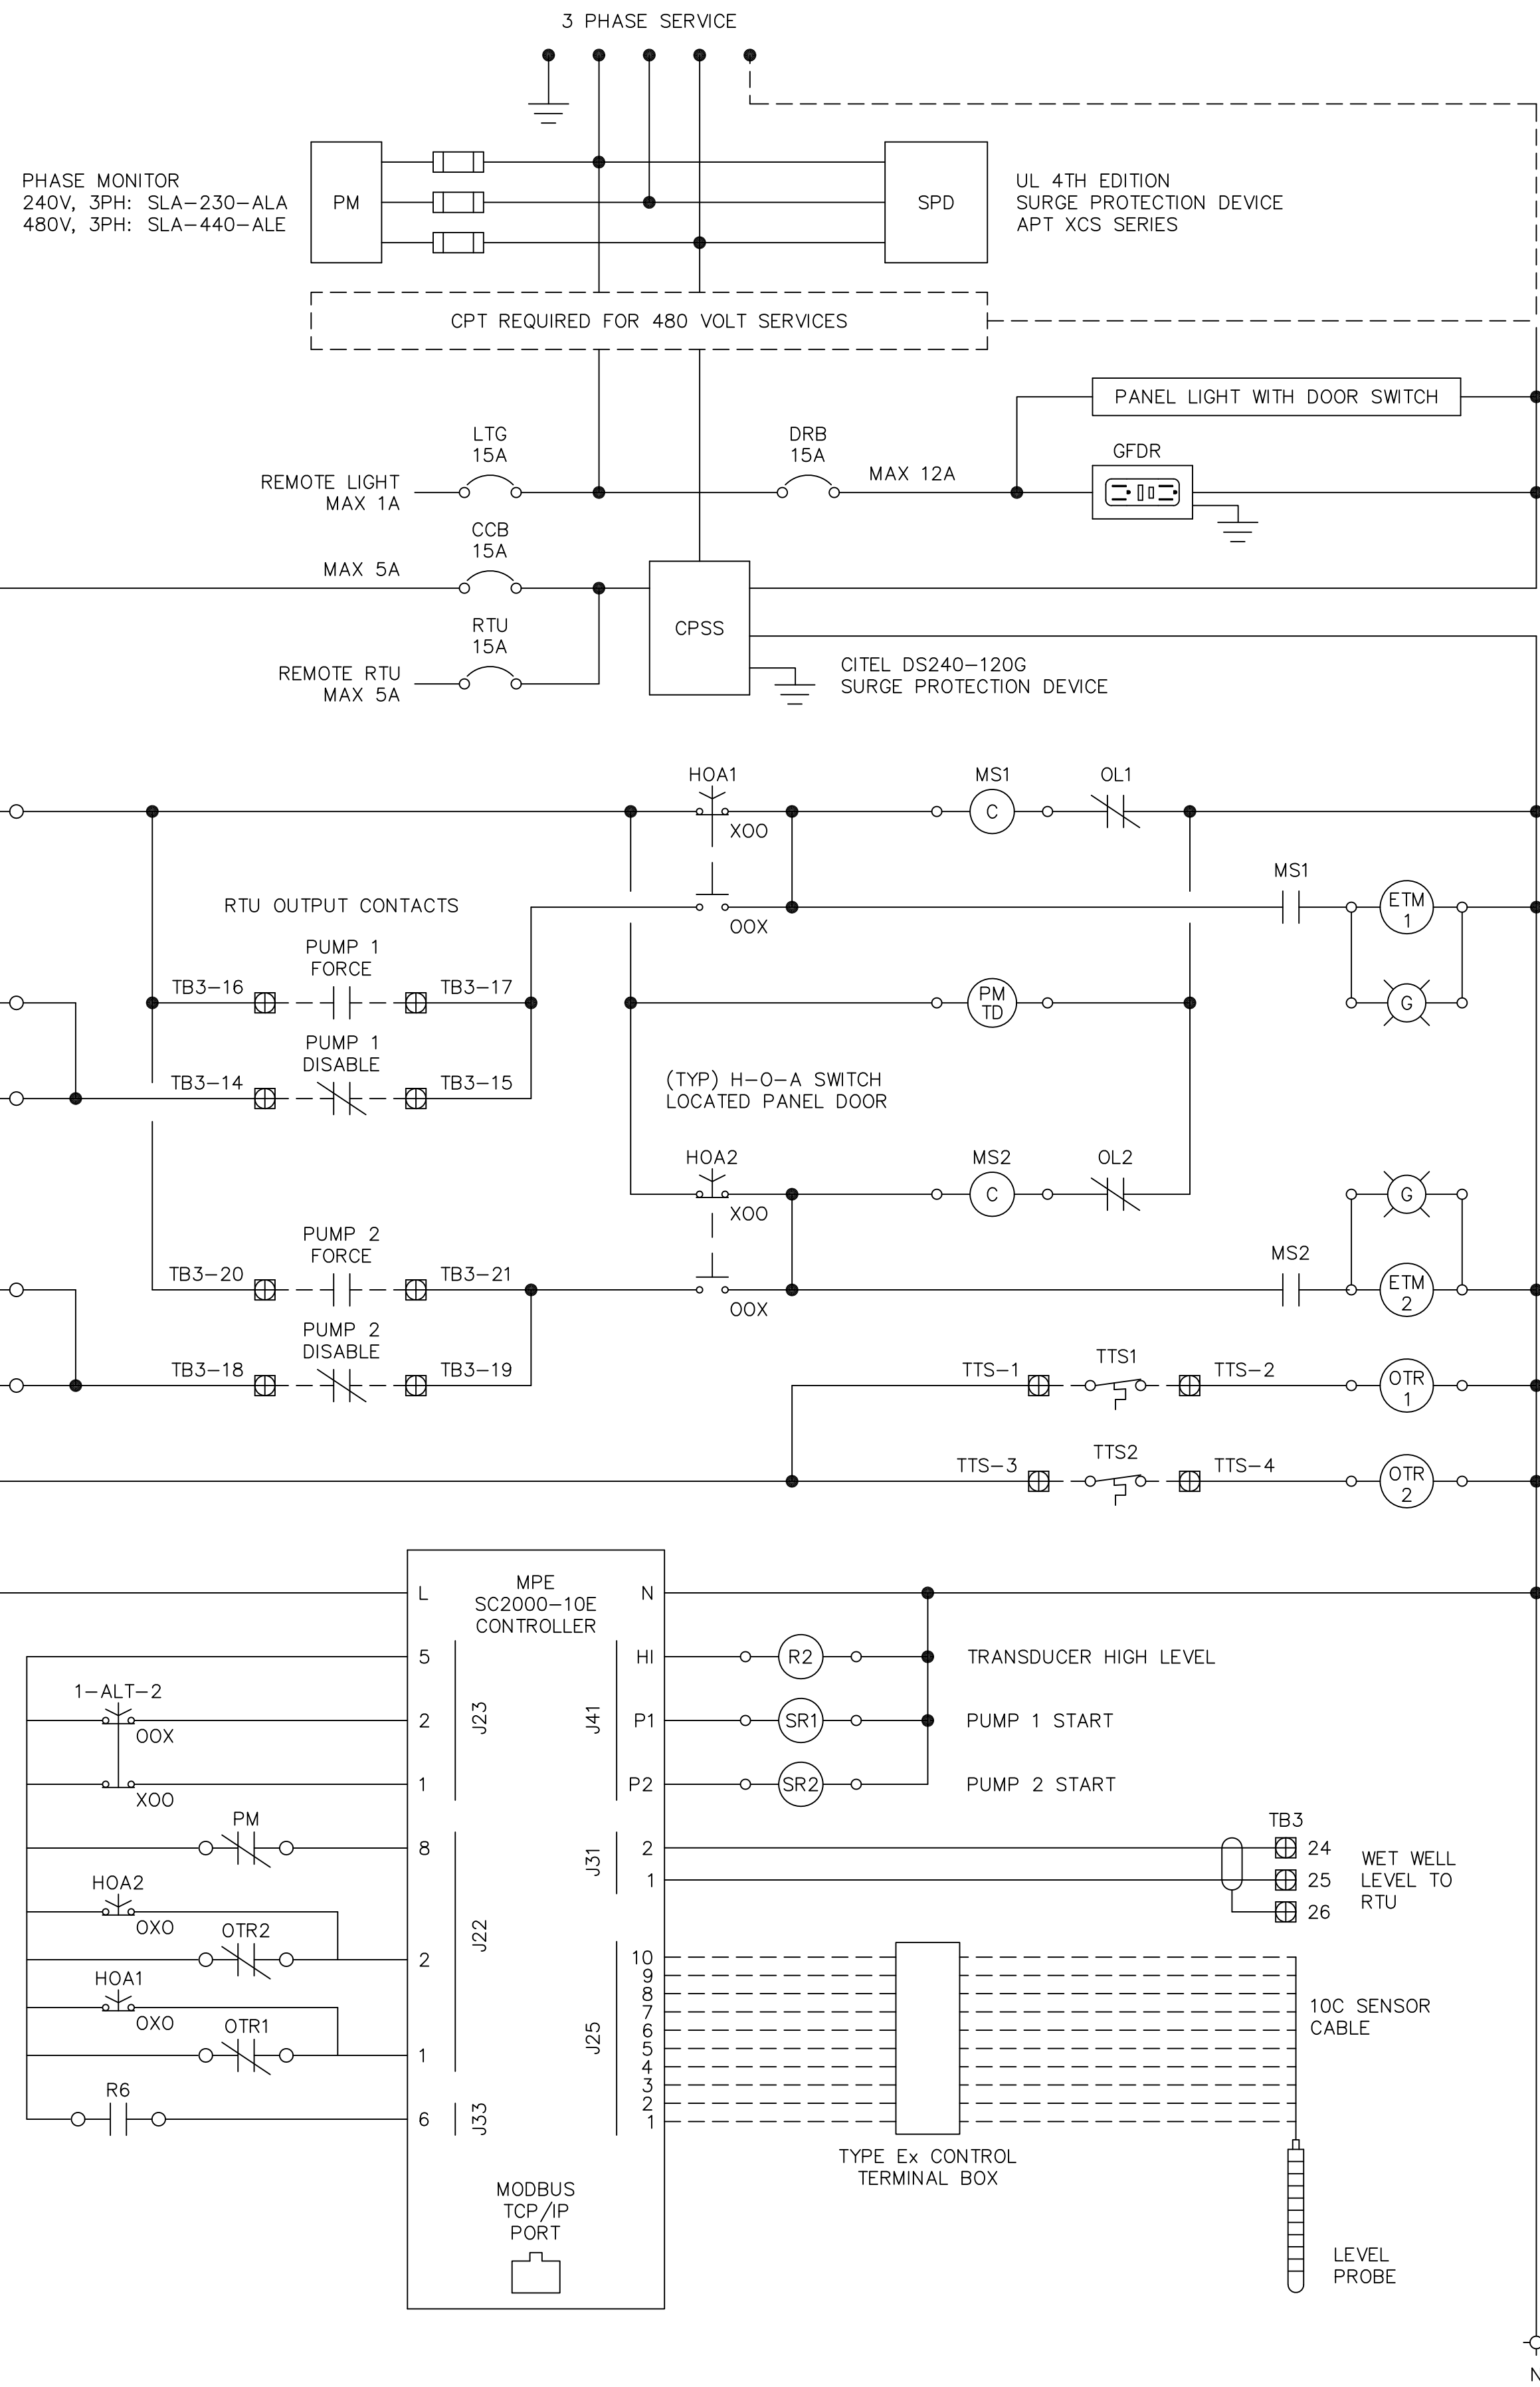 3 PHASE SERVICE
PHASE MONITOR
240V, 3PH: SLA-230-ALA
480V, 3PH: SLA-440-ALE
PM
SPD
UL 4TH EDITION
SURGE PROTECTION DEVICE
APT XCS SERIES
CPT REQUIRED FOR 480 VOLT SERVICES
PANEL LIGHT WITH DOOR SWITCH
LTG
15A
DRB
15A
GFDR
REMOTE LIGHT
MAX 1A
MAX 12A
CCB
15A
MAX 5A
RTU
15A
REMOTE RTU
MAX 5A
CPSS
CITEL DS240-120G
SURGE PROTECTION DEVICE
HOA1
XOO
MS1
C
OL1
MS1
ETM
1
RTU OUTPUT CONTACTS
OOX
PUMP 1
FORCE
TB3-16
TB3-17
PM
TD
G
PUMP 1
DISABLE
TB3-14
TB3-15
(TYP) H-O-A SWITCH
LOCATED PANEL DOOR
HOA2
XOO
MS2
C
OL2
G
PUMP 2
FORCE
TB3-20
TB3-21
OOX
MS2
ETM
2
PUMP 2
DISABLE
TB3-18
TB3-19
TTS-1
TTS1
TTS-2
OTR
1
TTS-3
TTS2
TTS-4
OTR
2
L
MPE
SC2000-10E
CONTROLLER
N
5
HI
R2
TRANSDUCER HIGH LEVEL
1-ALT-2
OOX
2
J23
J41
P1
SR1
PUMP 1 START
XOO
1
P2
SR2
PUMP 2 START
PM
8
J31
2
1
TB3
24
25
26
WET WELL
LEVEL TO
RTU
HOA2
OXO
OTR2
2
J22
HOA1
OXO
OTR1
1
J25
10
9
8
7
6
5
4
3
2
1
10C SENSOR
CABLE
R6
6
J33
TYPE Ex CONTROL
TERMINAL BOX
MODBUS
TCP/IP
PORT
LEVEL
PROBE